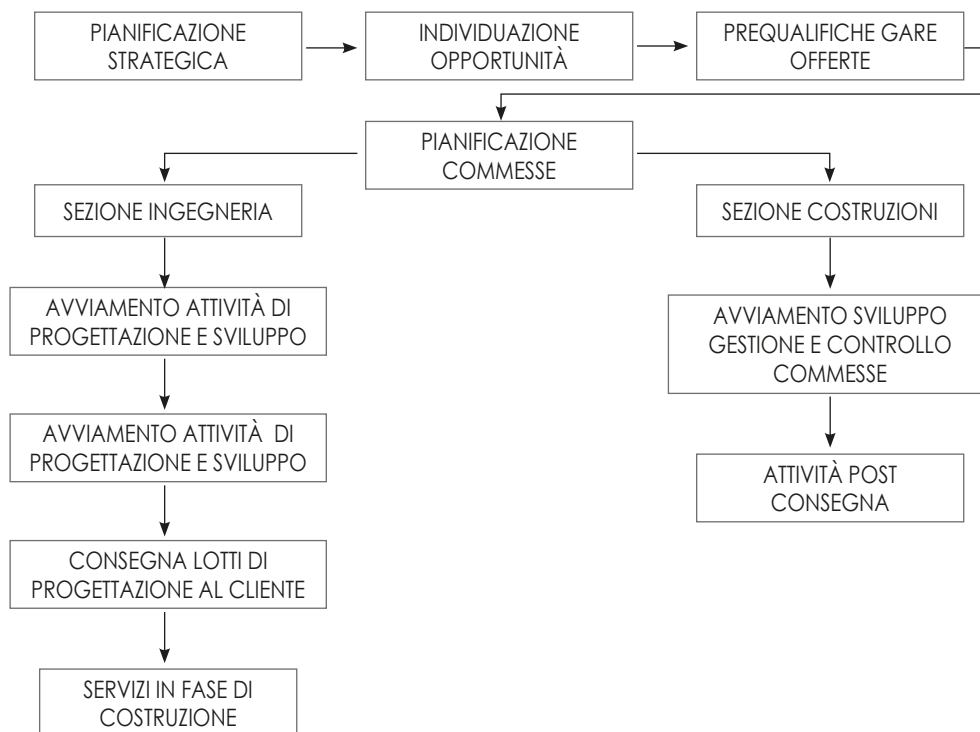 PIANIFICAZIONE
STRATEGICA
INDIVIDUAZIONE
OPPORTUNITÀ
PREQUALIFICHE GARE
OFFERTE
PIANIFICAZIONE
COMMESSE
SEZIONE INGEGNERIA
SEZIONE COSTRUZIONI
AVVIAMENTO ATTIVITÀ DI
PROGETTAZIONE E SVILUPPO
AVVIAMENTO SVILUPPO
GESTIONE E CONTROLLO
COMMESSE
AVVIAMENTO ATTIVITÀ DI
PROGETTAZIONE E SVILUPPO
ATTIVITÀ POST
CONSEGNA
CONSEGNA LOTTI DI
PROGETTAZIONE AL CLIENTE
SERVIZI IN FASE DI
COSTRUZIONE